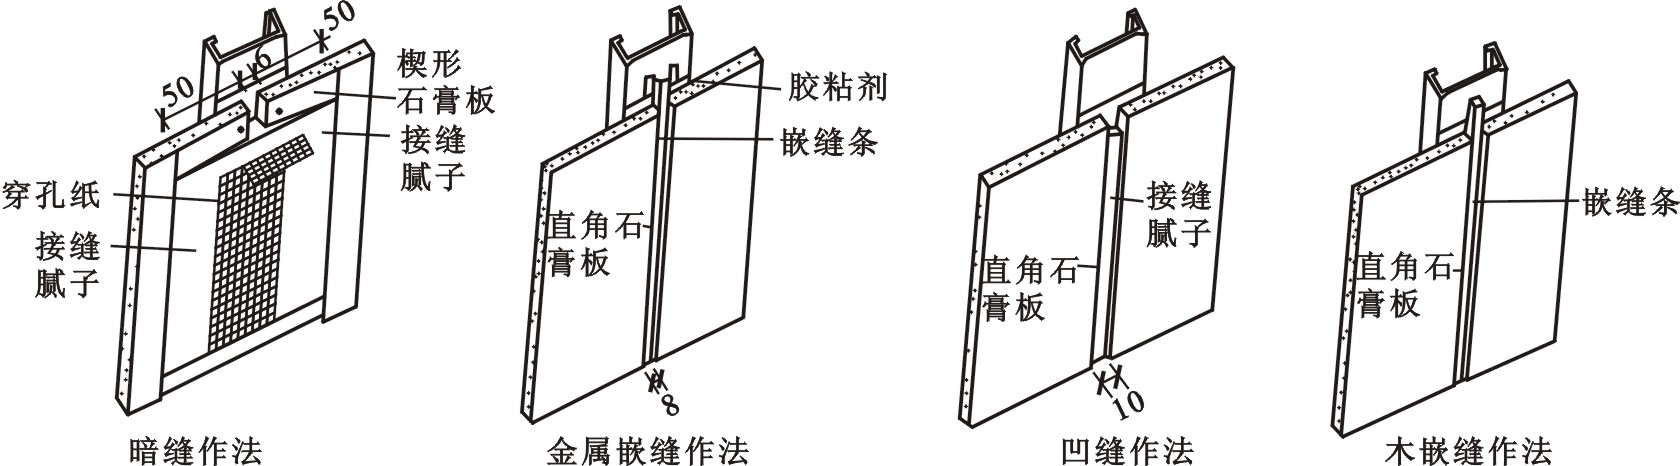 50
6
50
楔形
石膏板
接缝
腻子
穿孔纸
接缝
腻子
暗缝作法
胶粘剂
嵌缝条
直角石
膏板
8
金属嵌缝作法
接缝
腻子
直角石
膏板
10
凹缝作法
嵌缝条
直角石
膏板
木嵌缝作法